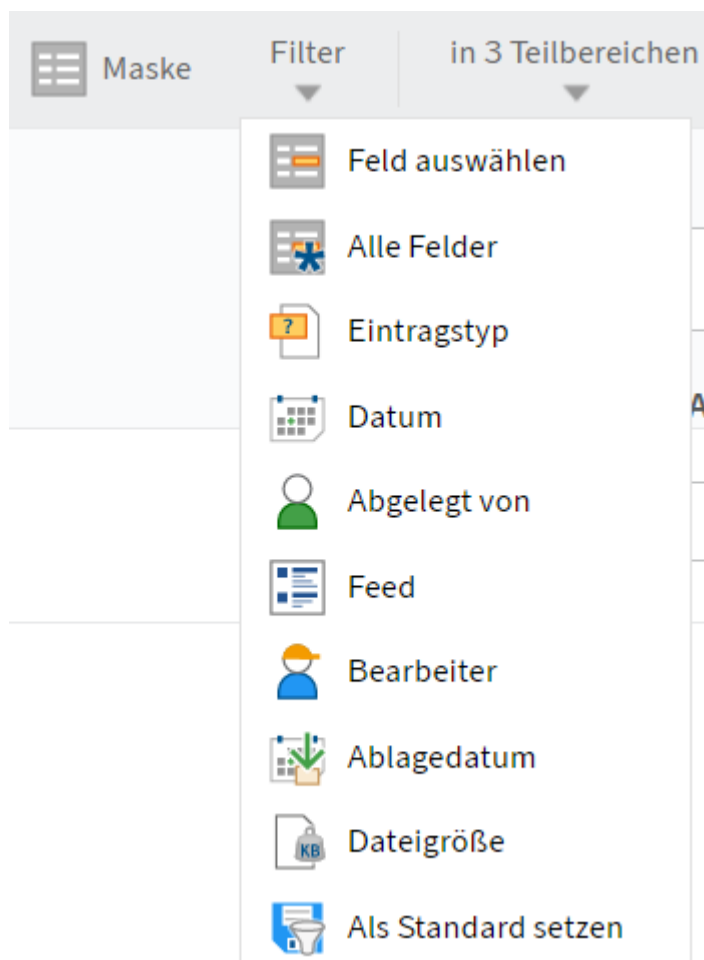 Maske
Filter
in 3 Teilbereichen
Feld auswählen
Alle Felder
?
Eintragstyp
Datum
Abgelegt von
Feed
Bearbeiter
Ablagedatum
KB
Dateigröße
Als Standard setzen